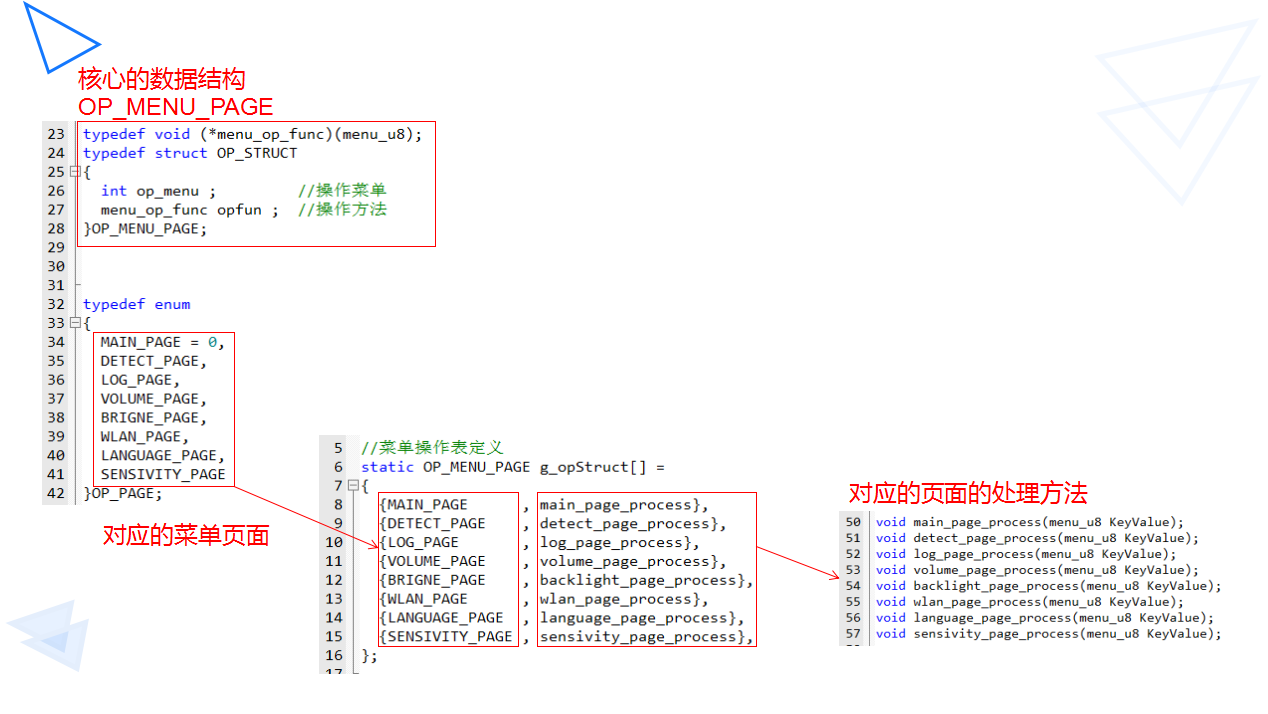 核心的数据结构
OP_MENU_PAGE
23 typedef void (*menu_op_func)(menu_u8);
24 typedef struct OP_STRUCT
25 {
26 int op_menu ; //操作菜单
27 menu_op_func opfun ; //操作方法
28 }OP_MENU_PAGE;
29
30
31
32 typedef enum
33 {
34 MAIN_PAGE = 0,
35 DETECT_PAGE,
36 LOG_PAGE,
37 VOLUME_PAGE,
38 BRIGNE_PAGE,
39 WLAN_PAGE,
40 LANGUAGE_PAGE,
41 SENSIVITY_PAGE
42 }OP_PAGE;
对应的菜单页面
5 //菜单操作表定义
6 static OP_MENU_PAGE g_opStruct[] =
7 {
8 {MAIN_PAGE , main_page_process},
9 {DETECT_PAGE , detect_page_process},
10 {LOG_PAGE , log_page_process},
11 {VOLUME_PAGE , volume_page_process},
12 {BRIGNE_PAGE , backlight_page_process},
13 {WLAN_PAGE , wlan_page_process},
14 {LANGUAGE_PAGE , language_page_process},
15 {SENSIVITY_PAGE , sensivity_page_process},
16 };
17
对应的页面的处理方法
50 void main_page_process(menu_u8 KeyValue);
51 void detect_page_process(menu_u8 KeyValue);
52 void log_page_process(menu_u8 KeyValue);
53 void volume_page_process(menu_u8 KeyValue);
54 void backlight_page_process(menu_u8 KeyValue);
55 void wlan_page_process(menu_u8 KeyValue);
56 void language_page_process(menu_u8 KeyValue);
57 void sensivity_page_process(menu_u8 KeyValue);